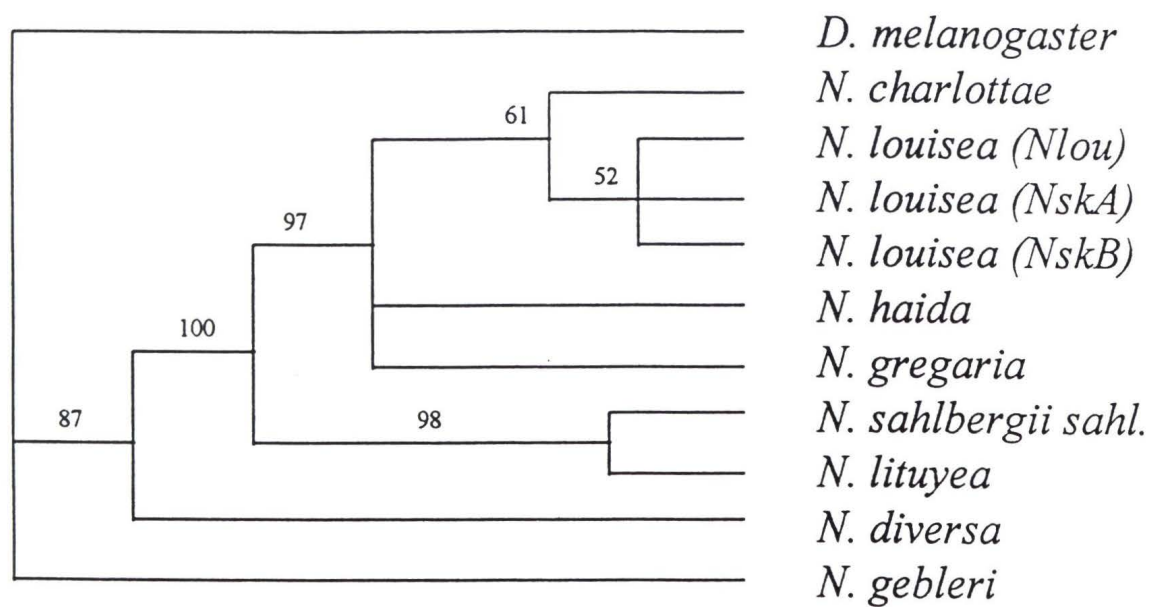 D. melanogaster
N. charlottae
61
N. louisea (Nlou)
52
N. louisea (NskA)
97
N. louisea (NskB)
N. haida
100
N. gregaria
87
98
N. sahlbergii sahl.
N. lituyea
N. diversa
N. gebleri